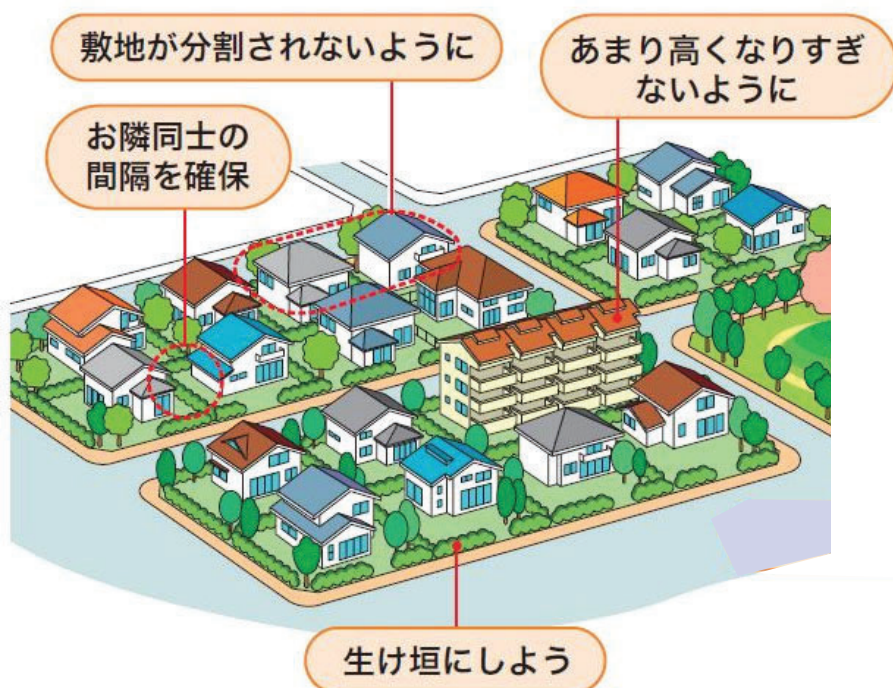 敷地が分割されないように
あまり高くなりすぎ
ないように
お隣同士の
間隔を確保
生け垣にしよう